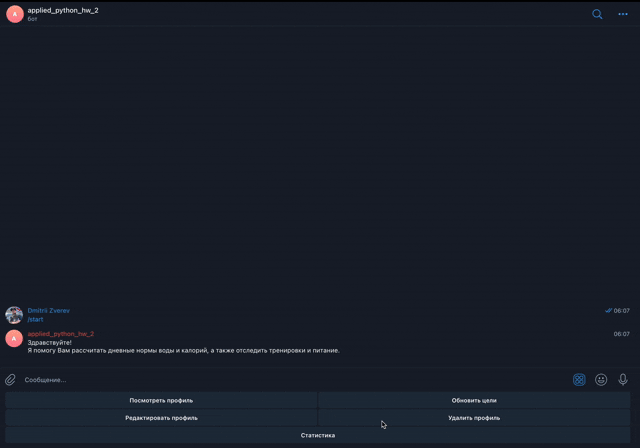 applied_python_hw_2
бот
Dmitrii Zverev
06:07
/start
applied_python_hw_2
06:07
Здравствуйте!
Я помогу Вам рассчитать дневные нормы воды и калорий, а также отследить тренировки и питание.
Сообщение...
Посмотреть профиль
Обновить цели
Редактировать профиль
Удалить профиль
Статистика